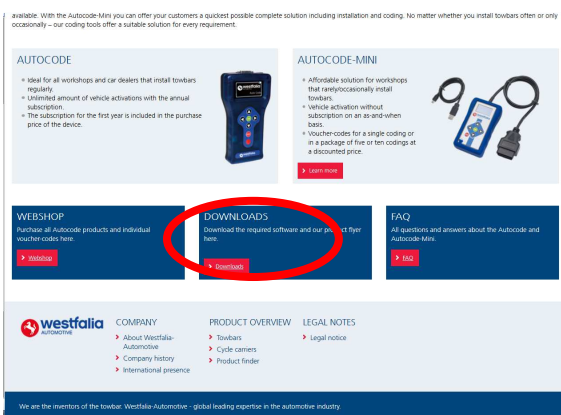 available. With the Autocode-Mini you can offer your customers a quickest possible complete solution including installation and coding. No matter whether you install towbars often or only
occasionally – our coding tools offer a suitable solution for every requirement.
AUTOCODE
Ideal for all workshops and car dealers that install towbars
regularly.
Unlimited amount of vehicle activations with the annual
subscription.
The subscription for the first year is included in the purchase
price of the device.
westfalia
AUTOCODE-MINI
Affordable solution for workshops
that rarely/occasionally install
towbars.
Vehicle activation without
subscription on an as-and-when
basis.
Voucher-codes for a single coding or
in a package of five or ten codings at
a discounted price.
Learn more
WEBSHOP
Purchase all Autocode products and individual
voucher-codes here.
Webshop
DOWNLOADS
Download the required software and our product flyer
here.
Downloads
FAQ
All questions and answers about the Autocode and
Autocode-Mini.
FAQ
westfalia
AUTOMOTIVE
COMPANY
About Westfalia-
Automotive
Company history
International presence
PRODUCT OVERVIEW
Towbars
Cycle carriers
Product finder
LEGAL NOTES
Legal notice
We are the inventors of the towbar. Westfalia-Automotive - global leading expertise in the automotive industry.